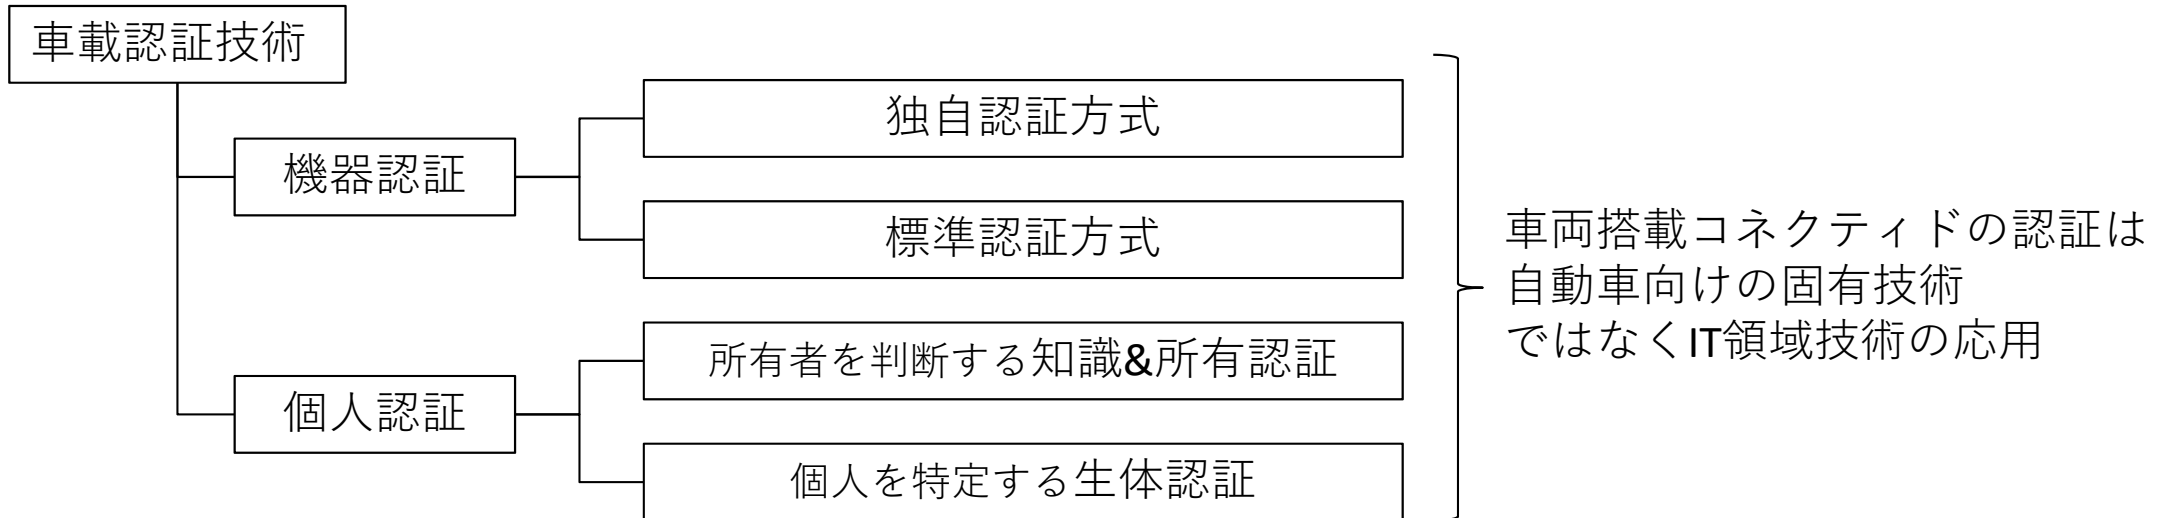 車載認証技術
機器認証
独自認証方式
標準認証方式
個人認証
所有者を判断する知識&所有認証
個人を特定する生体認証
車両搭載コネクティドの認証は
自動車向けの固有技術
ではなくIT領域技術の応用